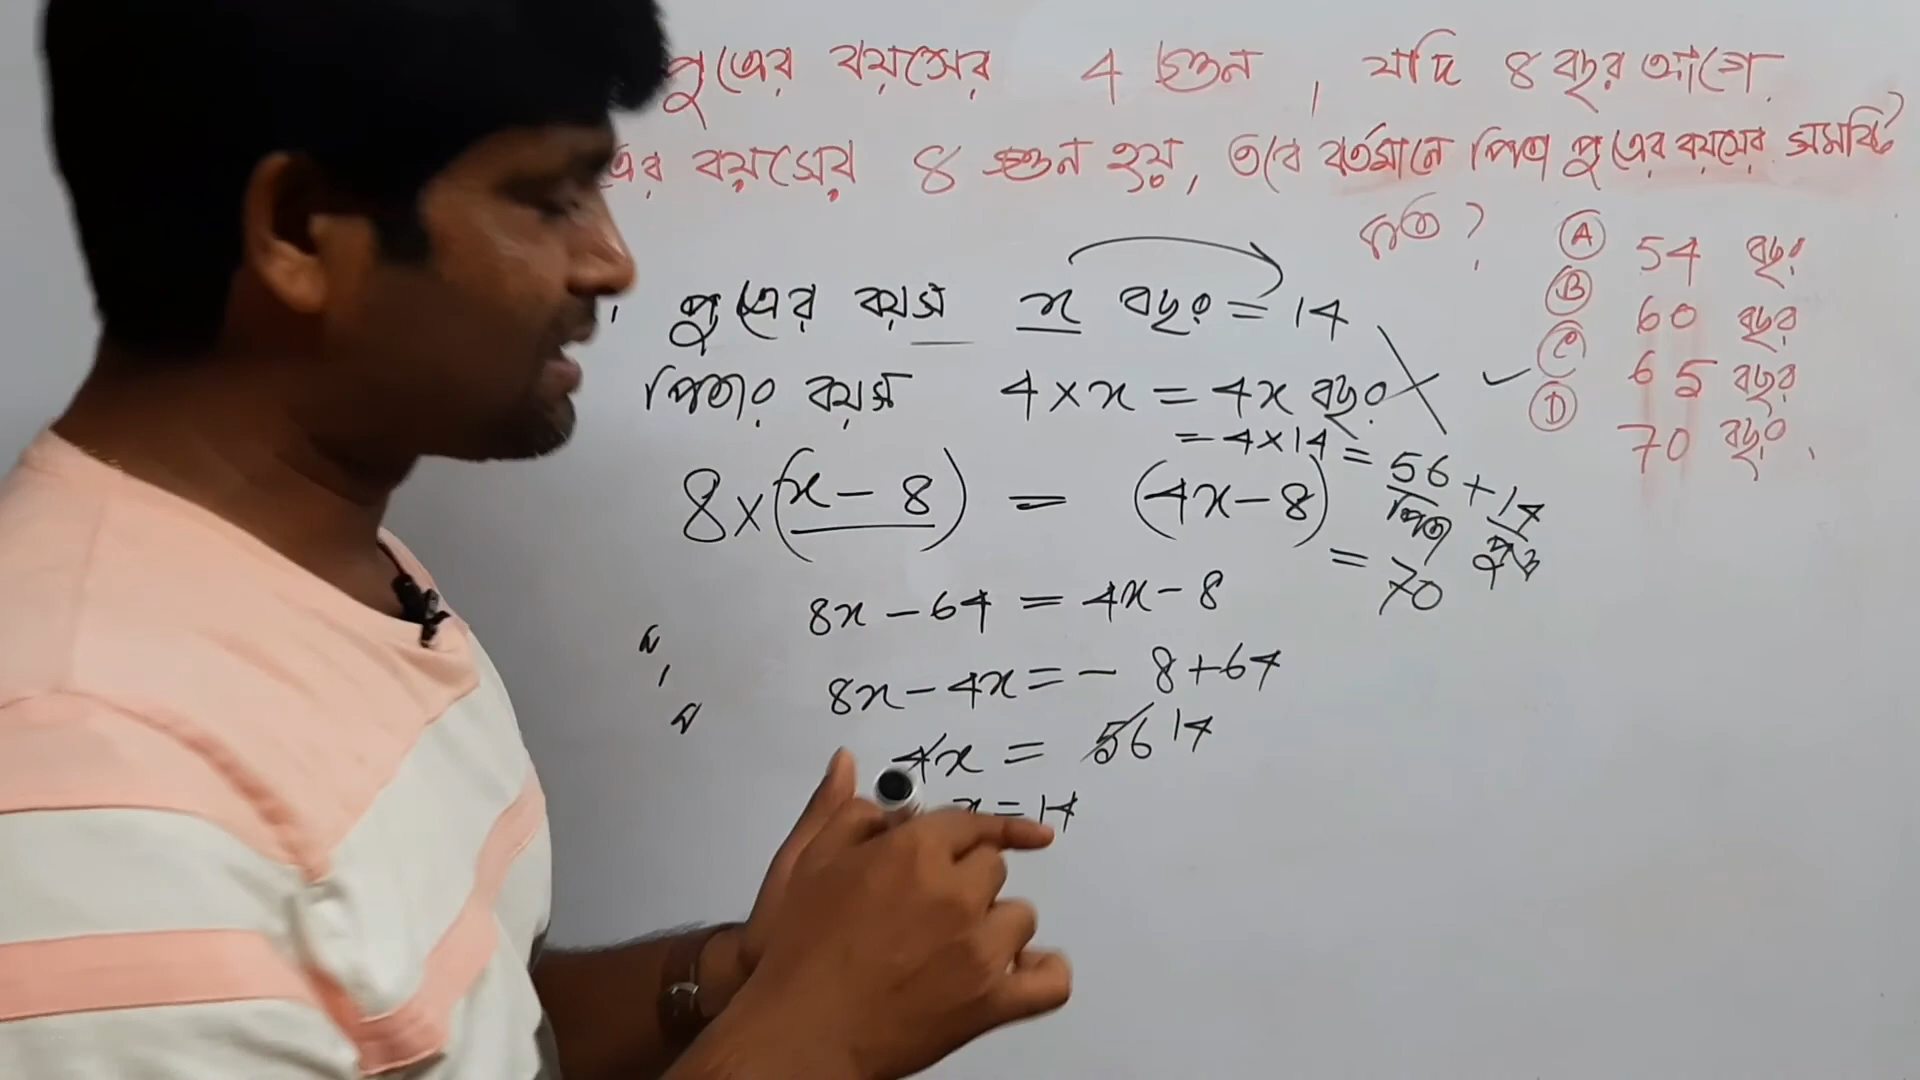 পুত্রের বয়সের 4 গুন, যদি 8 বছর আগে
বয়সের 8 গুন হয়, তবে বর্তমানে পিতা পুত্রের বয়সের সমষ্টি
কত?
Ⓐ 54 বছর
Ⓑ 60 বছর
Ⓒ 65 বছর
Ⓓ 70 বছর
পুত্রের বয়স x বছর = 14
পিতার বয়স 4×x = 4x বছর
= 4×14 = 56 + 14
পিতা পুত্র
= 70
8×(x-8) = (4x-8)
8x-64 = 4x-8
8x-4x = -8+64
4x = 56 14
x = 14